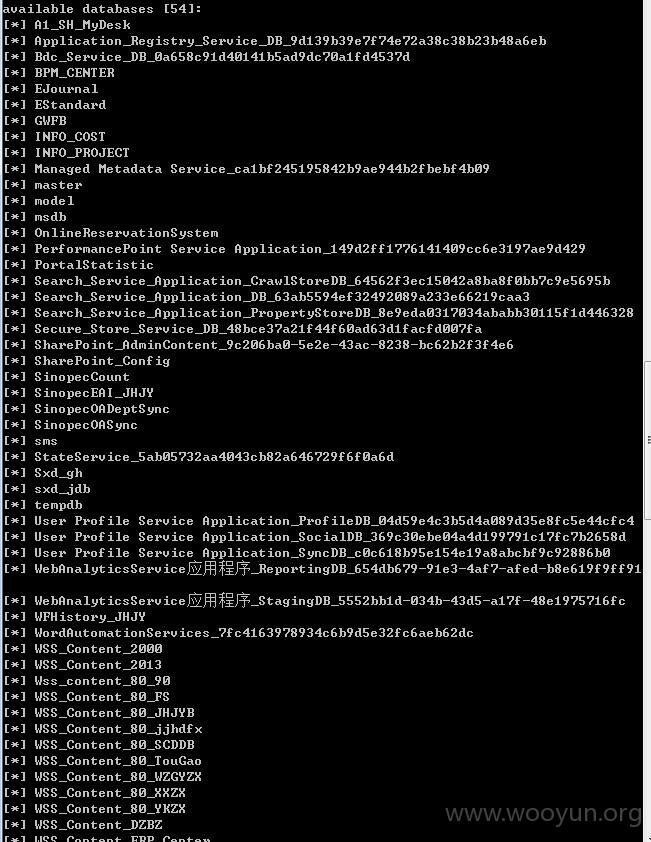 available databases [54]:
[*] A1_SH_MyDesk
[*] Application_Registry_Service_DB_9d139b39e7f74e72a38c38b23b48a6eb
[*] Bdc_Service_DB_0a658c91d40141b5ad9dc70a1fd4537d
[*] BPM_CENTER
[*] EJournal
[*] EStandard
[*] GWFB
[*] INFO_COST
[*] INFO_PROJECT
[*] Managed Metadata Service_ca1bf245195842b9ae944b2fbebf4b09
[*] master
[*] model
[*] msdb
[*] OnlineReservationSystem
[*] PerformancePoint Service Application_149d2ff1776141409cc6e3197ae9d429
[*] PortalStatistic
[*] Search_Service_Application_CrawlStoreDB_64562f3ec15042a8ba8f0bb7c9e5695b
[*] Search_Service_Application_DB_63ab5594ef32492089a233e66219caa3
[*] Search_Service_Application_PropertyStoreDB_8e9eda0317034ababb30115f1d446328
[*] Secure_Store_Service_DB_48bce37a21f44f60ad63d1facfd007fa
[*] SharePoint_AdminContent_9c206ba0-5e2e-43ac-8238-bc62b2f3f4e6
[*] SharePoint_Config
[*] SinopecCount
[*] SinopecEAI_JHJY
[*] SinopecOADeptSync
[*] SinopecOASync
[*] sms
[*] StateService_5ab05732aa4043cb82a646729f6f0a6d
[*] Sxd_gh
[*] sxd_jdb
[*] tempdb
[*] User Profile Service Application_ProfileDB_04d59e4c3b5d4a089d35e8fc5e44cfc4
[*] User Profile Service Application_SocialDB_369c30ebe04a4d199791c17fc7b2658d
[*] User Profile Service Application_SyncDB_c0c618b95e154e19a8abcbf9c92886b0
[*] WebAnalyticsService应用程序_ReportingDB_654db679-91e3-4af7-afed-b8e619f9ff91
[*] WebAnalyticsService应用程序_StagingDB_5552bb1d-034b-43d5-a17f-48e1975716fc
[*] WFHistory_JHJY
[*] WordAutomationServices_7fc4163978934c6b9d5e32fc6aeb62dc
[*] WSS_Content_2000
[*] WSS_Content_2013
[*] Wss_content_80_90
[*] WSS_Content_80_FS
[*] WSS_Content_80_JHJYB
[*] WSS_Content_80_jjhdfx
[*] WSS_Content_80_SCDDB
[*] WSS_Content_80_TouGao
[*] WSS_Content_80_WZGYZX
[*] WSS_Content_80_XXZX
[*] WSS_Content_80_YKZX
[*] WSS_Content_DZBZ
[*] WSS_Content_ERP_Center
www.wooyun.org